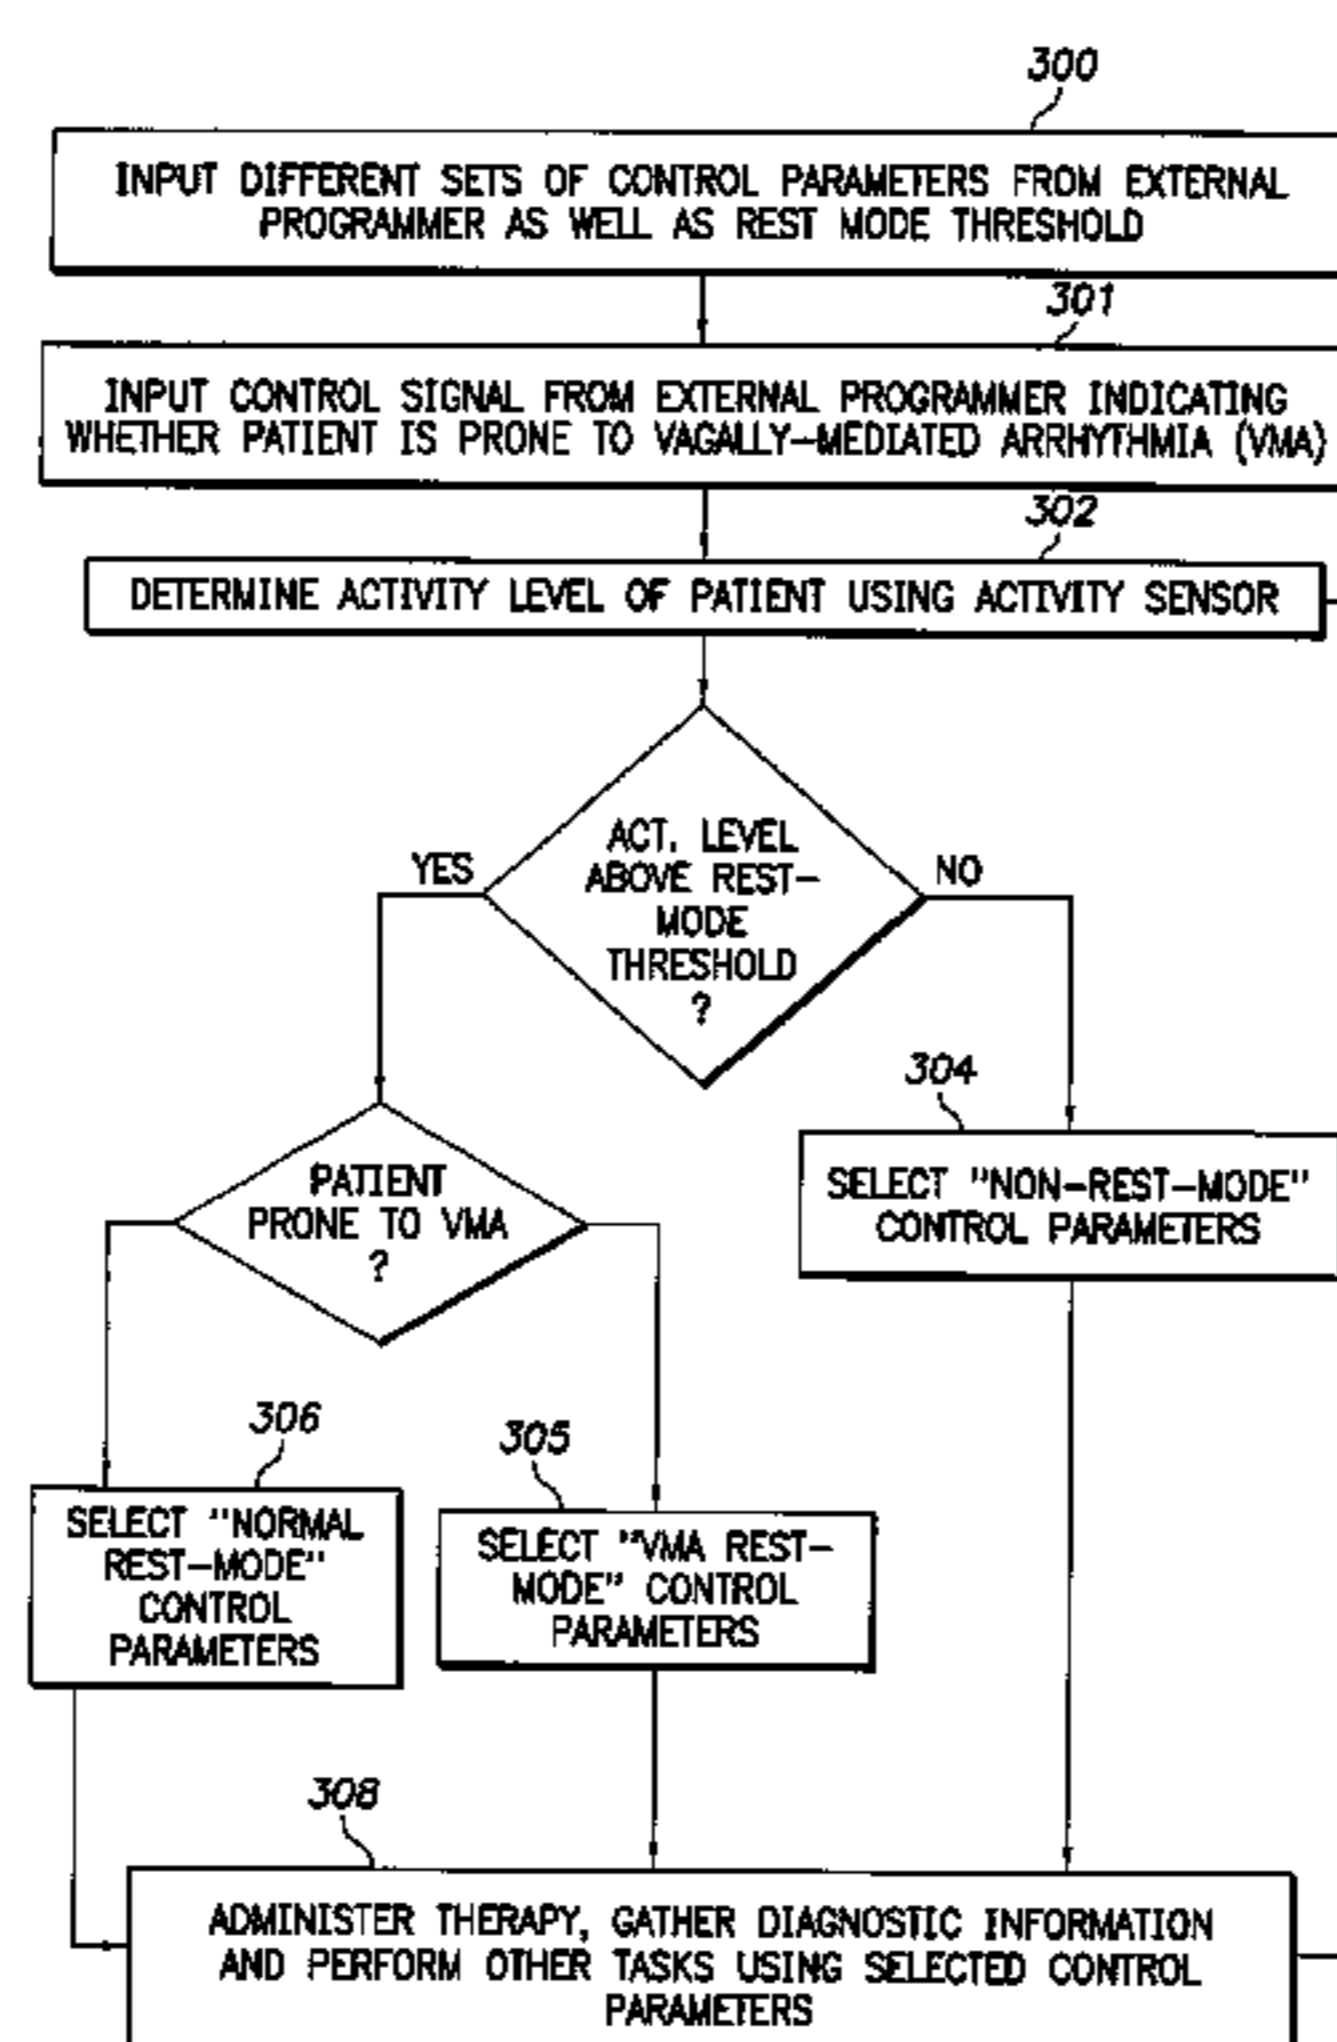 300
INPUT DIFFERENT SETS OF CONTROL PARAMETERS FROM EXTERNAL
PROGRAMMER AS WELL AS REST MODE THRESHOLD
301
INPUT CONTROL SIGNAL FROM EXTERNAL PROGRAMMER INDICATING
WHETHER PATIENT IS PRONE TO VAGALLY-MEDIATED ARRHYTHMIA (VMA)
302
DETERMINE ACTIVITY LEVEL OF PATIENT USING ACTIVITY SENSOR
YES
ACT. LEVEL
ABOVE REST-
MODE
THRESHOLD
?
NO
304
SELECT "NON-REST-MODE"
CONTROL PARAMETERS
PATIENT
PRONE TO VMA
?
306
SELECT "NORMAL
REST-MODE"
CONTROL
PARAMETERS
305
SELECT "VMA REST-
MODE" CONTROL
PARAMETERS
308
ADMINISTER THERAPY, GATHER DIAGNOSTIC INFORMATION
AND PERFORM OTHER TASKS USING SELECTED CONTROL
PARAMETERS